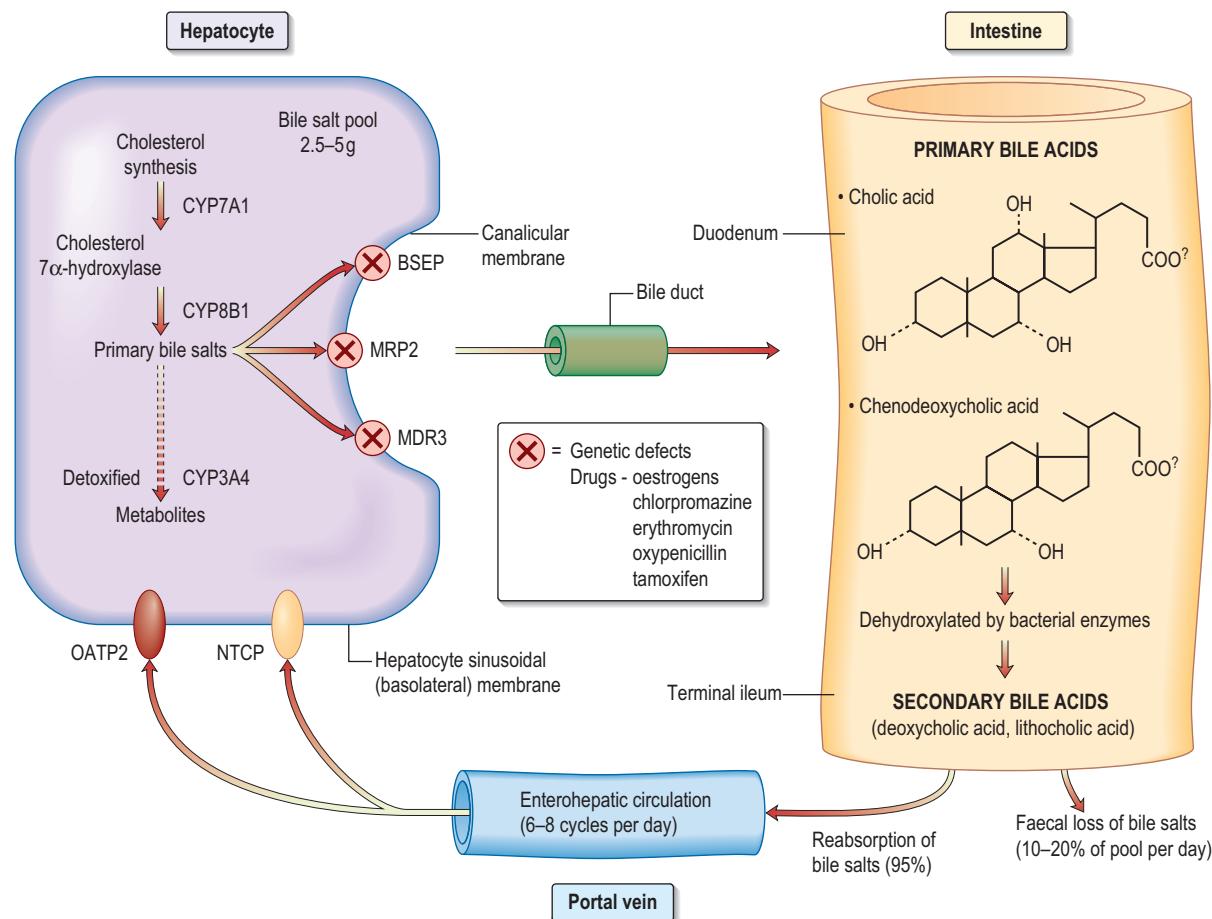 Hepatocyte
Intestine
Bile salt pool
2.5–5 g
Cholesterol
synthesis
CYP7A1
Cholesterol
7α-hydroxylase
CYP8B1
Primary bile salts
Detoxified
CYP3A4
Metabolites
Canalicular
membrane
BSEP
MRP2
MDR3
OATP2
NTCP
Hepatocyte sinusoidal
(basolateral) membrane
Bile duct
= Genetic defects
Drugs - oestrogens
chlorpromazine
erythromycin
oxypenicillin
tamoxifen
Duodenum
Terminal ileum
PRIMARY BILE ACIDS
• Cholic acid
OH
COO?
OH
OH
• Chenodeoxycholic acid
COO?
OH
OH
Dehydroxylated by bacterial enzymes
SECONDARY BILE ACIDS
(deoxycholic acid, lithocholic acid)
Enterohepatic circulation
(6–8 cycles per day)
Reabsorption of
bile salts (95%)
Faecal loss of bile salts
(10–20% of pool per day)
Portal vein